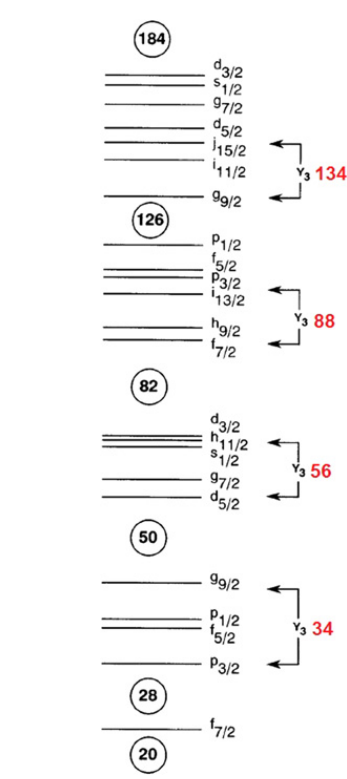 184
d3/2
s1/2
g7/2
d5/2
j15/2
i11/2
Y3 134
g9/2
126
p1/2
f5/2
p3/2
i13/2
Y3 88
h9/2
f7/2
82
d3/2
h11/2
s1/2
Y3 56
g7/2
d5/2
50
g9/2
p1/2
f5/2
Y3 34
p3/2
28
f7/2
20